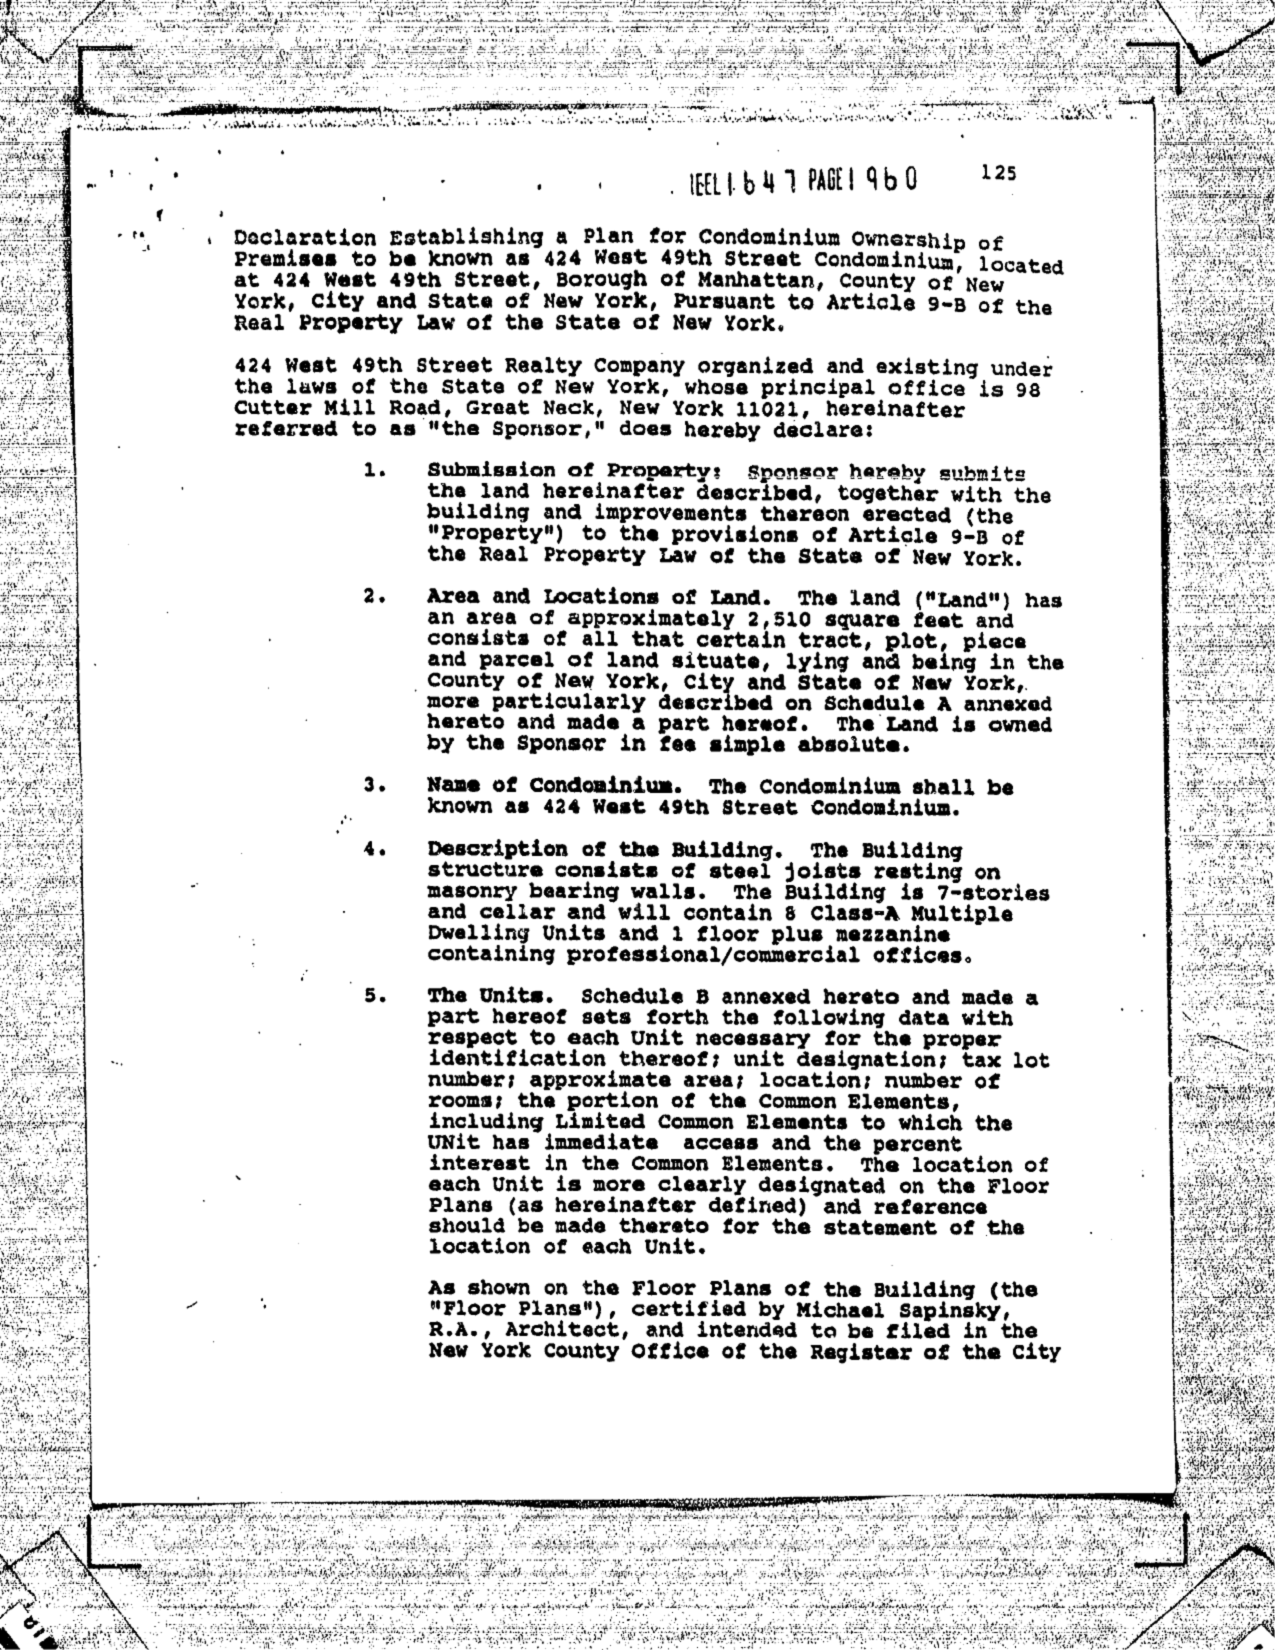 REEL 1647 PAGE 1960 125
Declaration Establishing a Plan for Condominium Ownership of
Premises to be known as 424 West 49th Street Condominium, located
at 424 West 49th Street, Borough of Manhattan, County of New
York, City and State of New York, Pursuant to Article 9-B of the
Real Property Law of the State of New York.
424 West 49th Street Realty Company organized and existing under
the laws of the State of New York, whose principal office is 98
Cutter Mill Road, Great Neck, New York 11021, hereinafter
referred to as "the Sponsor," does hereby declare:
1. Submission of Property: Sponsor hereby submits
the land hereinafter described, together with the
building and improvements thereon erected (the
"Property") to the provisions of Article 9-B of
the Real Property Law of the State of New York.
2. Area and Locations of Land. The land ("Land") has
an area of approximately 2,510 square feet and
consists of all that certain tract, plot, piece
and parcel of land situate, lying and being in the
County of New York, City and State of New York,
more particularly described on Schedule A annexed
hereto and made a part hereof. The Land is owned
by the Sponsor in fee simple absolute.
3. Name of Condominium. The Condominium shall be
known as 424 West 49th Street Condominium.
4. Description of the Building. The Building
structure consists of steel joists resting on
masonry bearing walls. The Building is 7-stories
and cellar and will contain 8 Class-A Multiple
Dwelling Units and 1 floor plus mezzanine
containing professional/commercial offices.
5. The Units. Schedule B annexed hereto and made a
part hereof sets forth the following data with
respect to each Unit necessary for the proper
identification thereof; unit designation; tax lot
number; approximate area; location; number of
rooms; the portion of the Common Elements,
including Limited Common Elements to which the
UNit has immediate access and the percent
interest in the Common Elements. The location of
each Unit is more clearly designated on the Floor
Plans (as hereinafter defined) and reference
should be made thereto for the statement of the
location of each Unit.
As shown on the Floor Plans of the Building (the
"Floor Plans"), certified by Michael Sapinsky,
R.A., Architect, and intended to be filed in the
New York County Office of the Register of the City